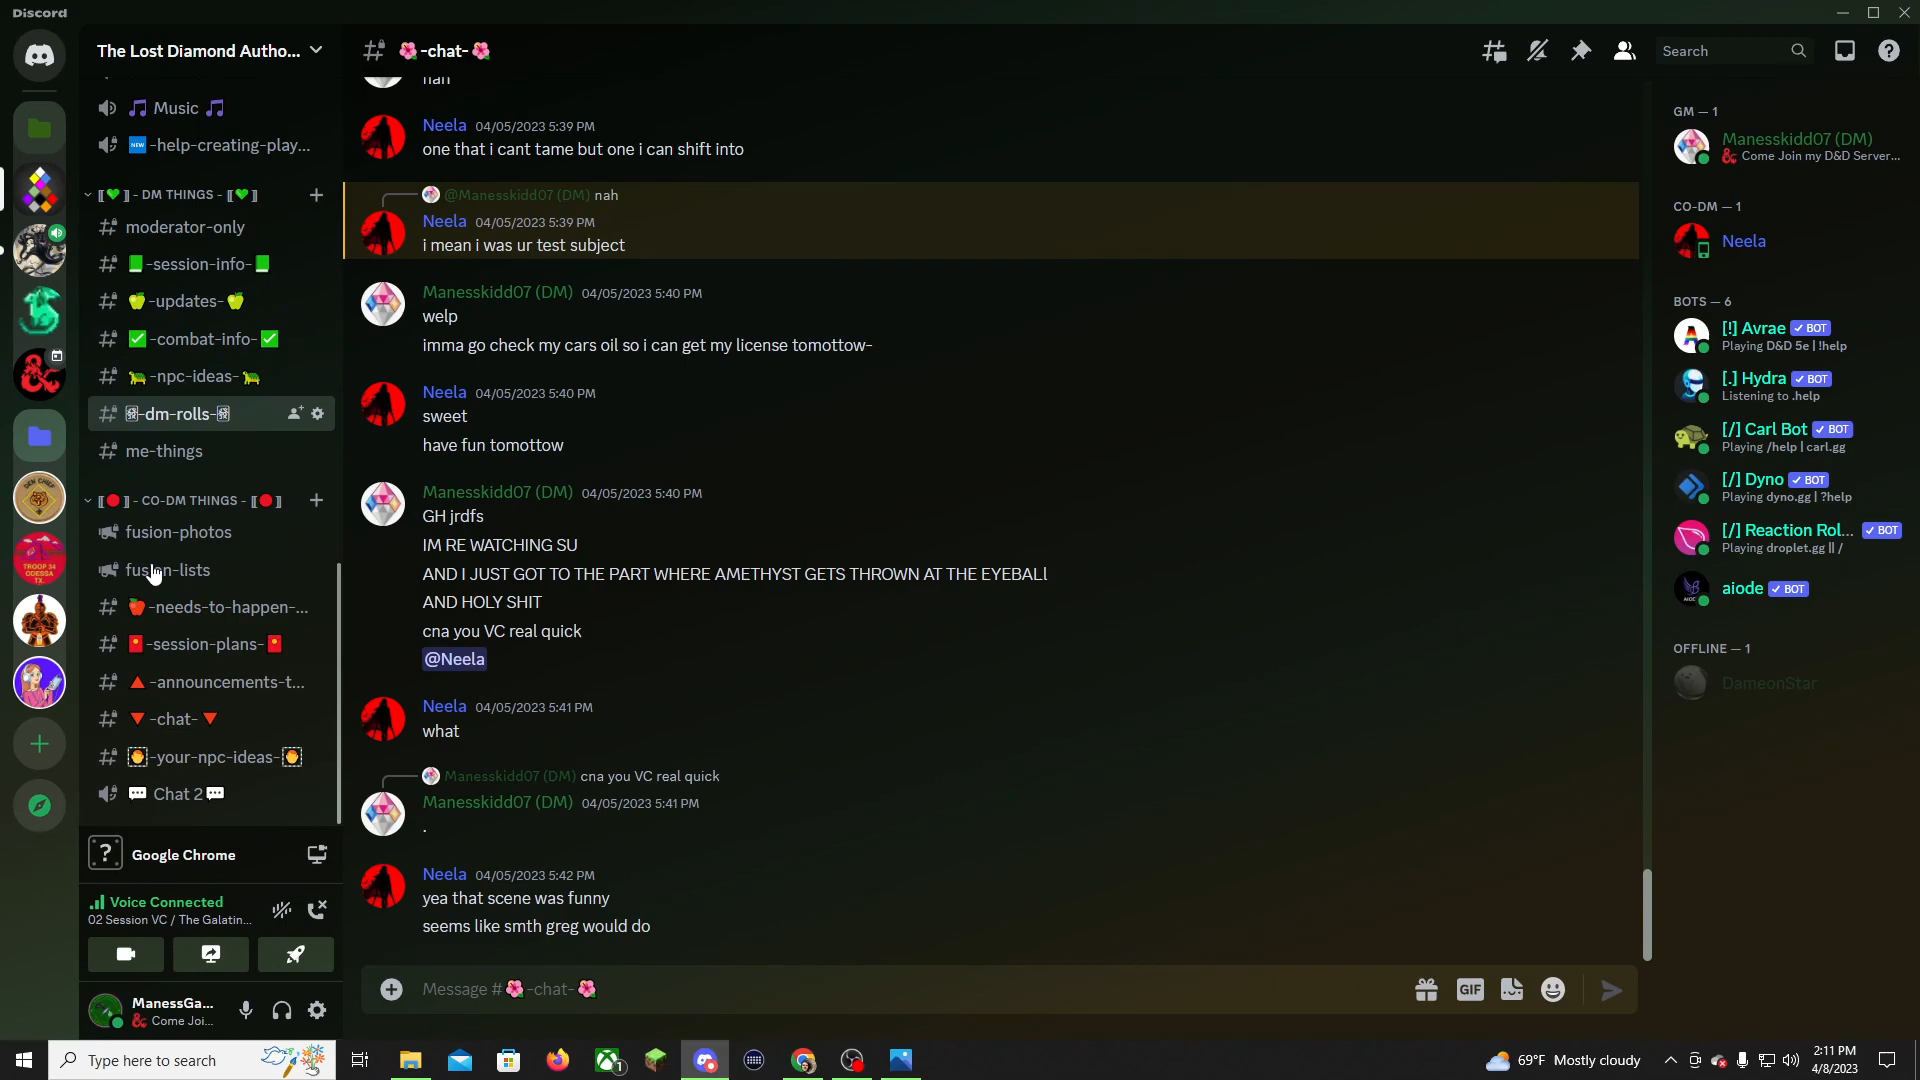 Discord
The Lost Diamond Autho...
-chat-
Search
Music
NEW -help-creating-play...
- DM THINGS -
moderator-only
-session-info-
-updates-
-combat-info-
-npc-ideas-
-dm-rolls-
me-things
- CO-DM THINGS -
fusion-photos
fusion-lists
-needs-to-happen-...
-session-plans-
-announcements-t...
-chat-
-your-npc-ideas-
Chat 2
Google Chrome
Voice Connected
02 Session VC / The Galatin...
ManessGa...
Come Joi...
nah
Neela 04/05/2023 5:39 PM
one that i cant tame but one i can shift into
@Manesskidd07 (DM) nah
Neela 04/05/2023 5:39 PM
i mean i was ur test subject
Manesskidd07 (DM) 04/05/2023 5:40 PM
welp
imma go check my cars oil so i can get my license tomottow-
Neela 04/05/2023 5:40 PM
sweet
have fun tomottow
Manesskidd07 (DM) 04/05/2023 5:40 PM
GH jrdfs
IM RE WATCHING SU
AND I JUST GOT TO THE PART WHERE AMETHYST GETS THROWN AT THE EYEBALl
AND HOLY SHIT
cna you VC real quick
@Neela
Neela 04/05/2023 5:41 PM
what
Manesskidd07 (DM) cna you VC real quick
Manesskidd07 (DM) 04/05/2023 5:41 PM
.
Neela 04/05/2023 5:42 PM
yea that scene was funny
seems like smth greg would do
Message # -chat-
GIF
GM — 1
Manesskidd07 (DM)
Come Join my D&D Server...
CO-DM — 1
Neela
BOTS — 6
[!] Avrae BOT
Playing D&D 5e | !help
[.] Hydra BOT
Listening to .help
[/] Carl Bot BOT
Playing /help | carl.gg
[/] Dyno BOT
Playing dyno.gg | ?help
[/] Reaction Rol... BOT
Playing droplet.gg || /
aiode BOT
OFFLINE — 1
DameonStar
DEN CHIEF
TROOP 34
ODESSA
TX.
Type here to search
1
69°F Mostly cloudy
2:11 PM
4/8/2023